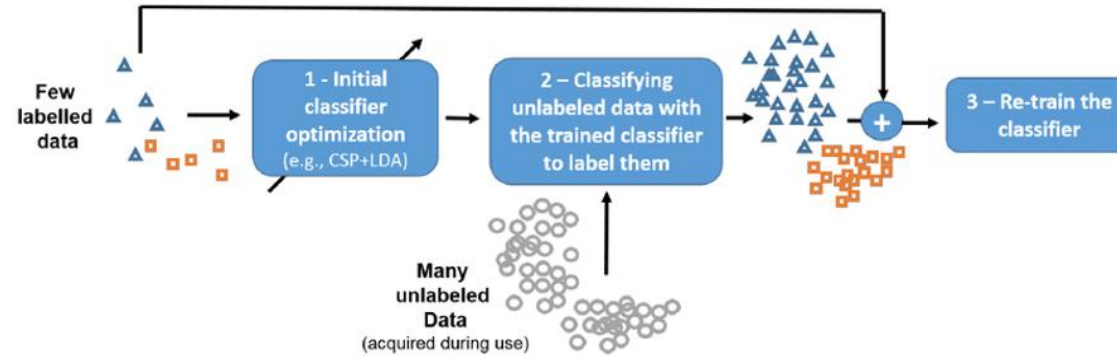 Few
labelled
data
1 - Initial
classifier
optimization
(e.g., CSP+LDA)
2 – Classifying
unlabeled data with
the trained classifier
to label them
+
3 – Re-train the
classifier
Many
unlabeled
Data
(acquired during use)